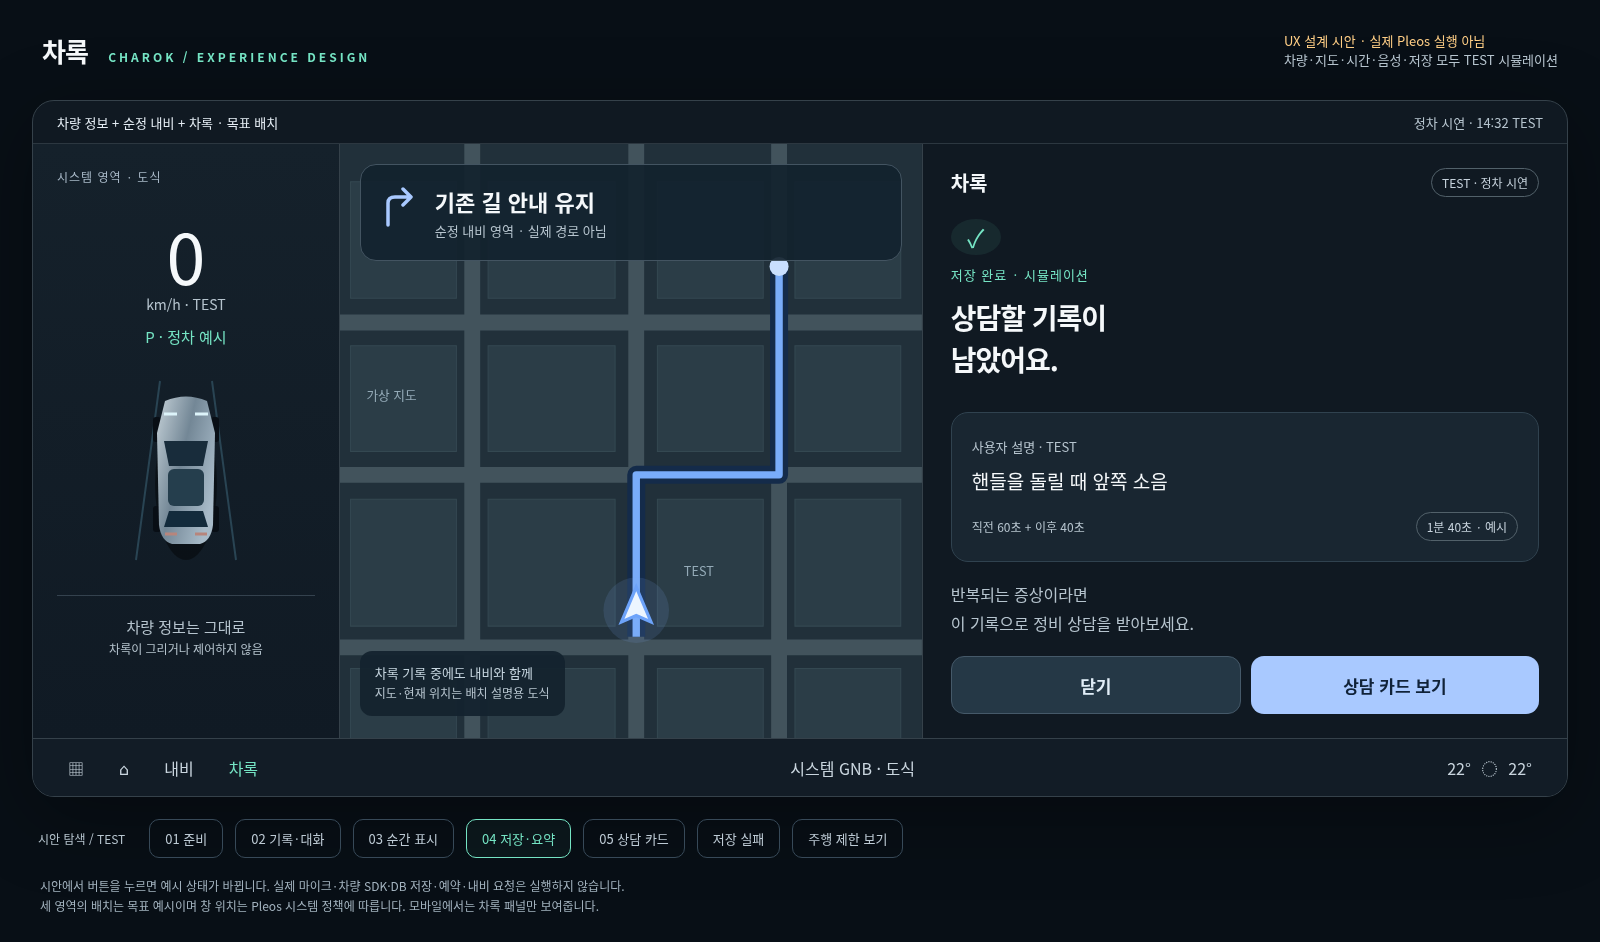 차록
CHAROK / EXPERIENCE DESIGN
UX 설계 시안 · 실제 Pleos 실행 아님
차량·지도·시간·음성·저장 모두 TEST 시뮬레이션
차량 정보 + 순정 내비 + 차록 · 목표 배치
정차 시연 · 14:32 TEST
시스템 영역 · 도식
0
km/h · TEST
P · 정차 예시
차량 정보는 그대로
차록이 그리거나 제어하지 않음
기존 길 안내 유지
순정 내비 영역 · 실제 경로 아님
가상 지도
TEST
차록 기록 중에도 내비와 함께
지도·현재 위치는 배치 설명용 도식
차록
TEST · 정차 시연
저장 완료 · 시뮬레이션
상담할 기록이
남았어요.
사용자 설명 · TEST
핸들을 돌릴 때 앞쪽 소음
직전 60초 + 이후 40초
1분 40초 · 예시
반복되는 증상이라면
이 기록으로 정비 상담을 받아보세요.
닫기
상담 카드 보기
내비
차록
시스템 GNB · 도식
22° 22°
시안 탐색 / TEST
01 준비
02 기록·대화
03 순간 표시
04 저장·요약
05 상담 카드
저장 실패
주행 제한 보기
시안에서 버튼을 누르면 예시 상태가 바뀝니다. 실제 마이크·차량 SDK·DB 저장·예약·내비 요청은 실행하지 않습니다.
세 영역의 배치는 목표 예시이며 창 위치는 Pleos 시스템 정책에 따릅니다. 모바일에서는 차록 패널만 보여줍니다.